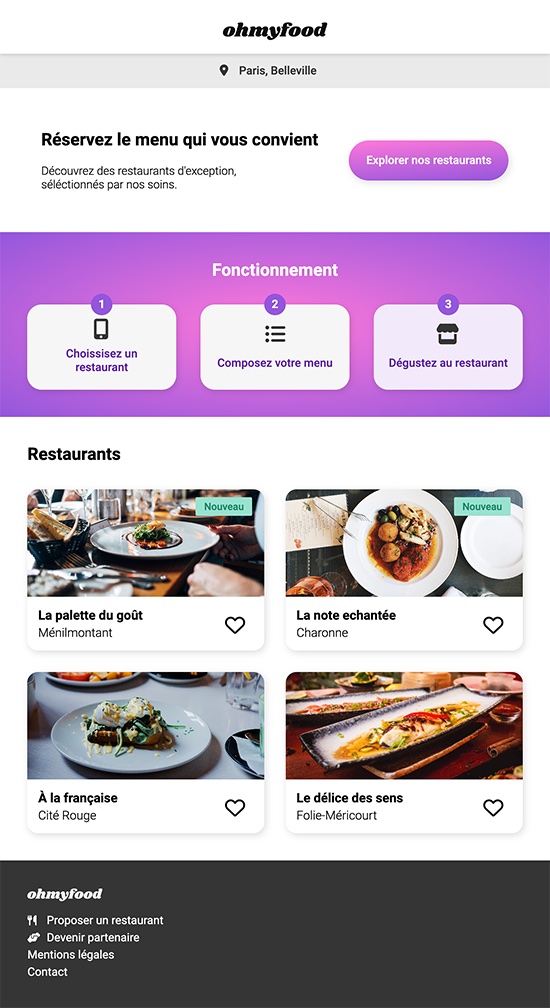 ohmyfood
Paris, Belleville
Réservez le menu qui vous convient
Découvrez des restaurants d'exception,
séléctionnés par nos soins.
Explorer nos restaurants
Fonctionnement
1
Choissisez un
restaurant
2
Composez votre menu
3
Dégustez au restaurant
Restaurants
Nouveau
La palette du goût
Ménilmontant
Nouveau
La note echantée
Charonne
À la française
Cité Rouge
Le délice des sens
Folie-Méricourt
ohmyfood
Proposer un restaurant
Devenir partenaire
Mentions légales
Contact